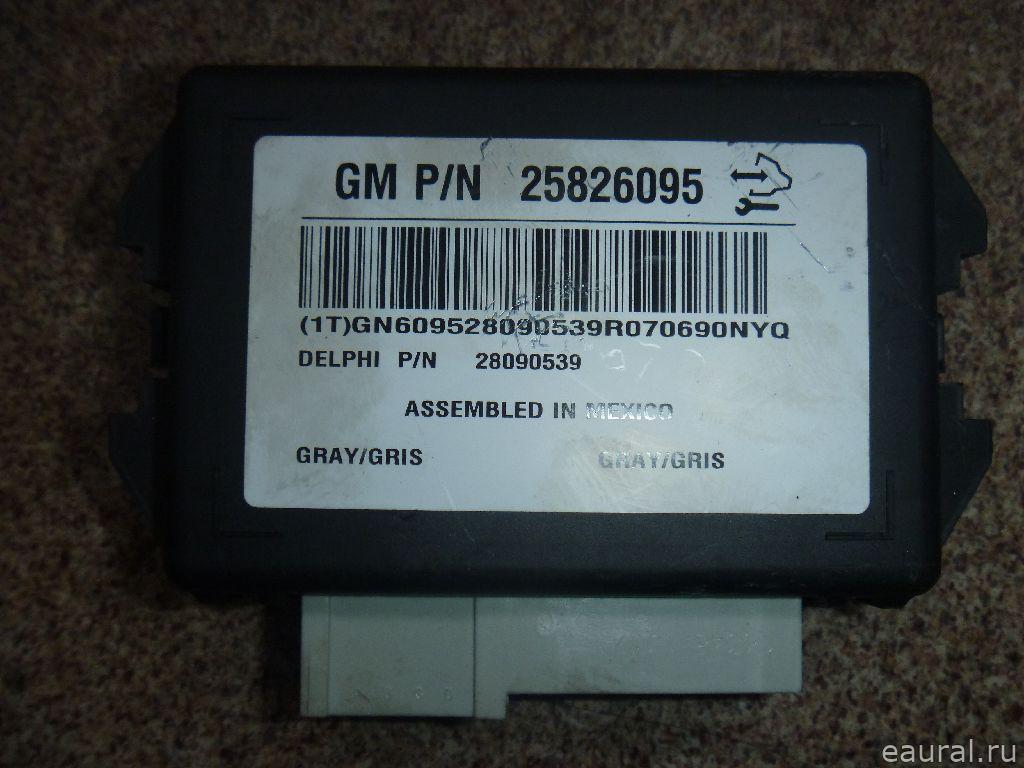 GM P/N 25826095
(1T)GN609528090539R070690NYQ
DELPHI P/N 28090539
ASSEMBLED IN MEXICO
GRAY/GRIS GRAY/GRIS
eaural.ru